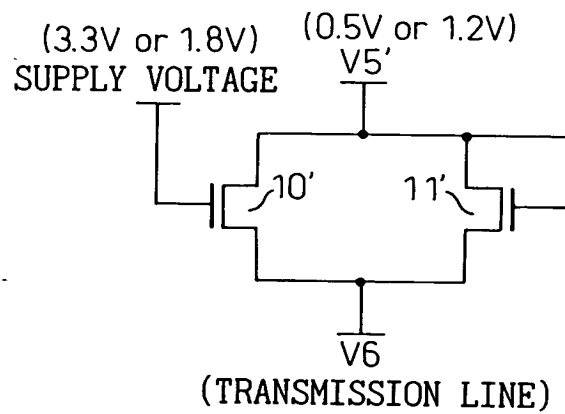 (3.3V or 1.8V)
SUPPLY VOLTAGE
(0.5V or 1.2V)
V5'
10'
11'
V6
(TRANSMISSION LINE)